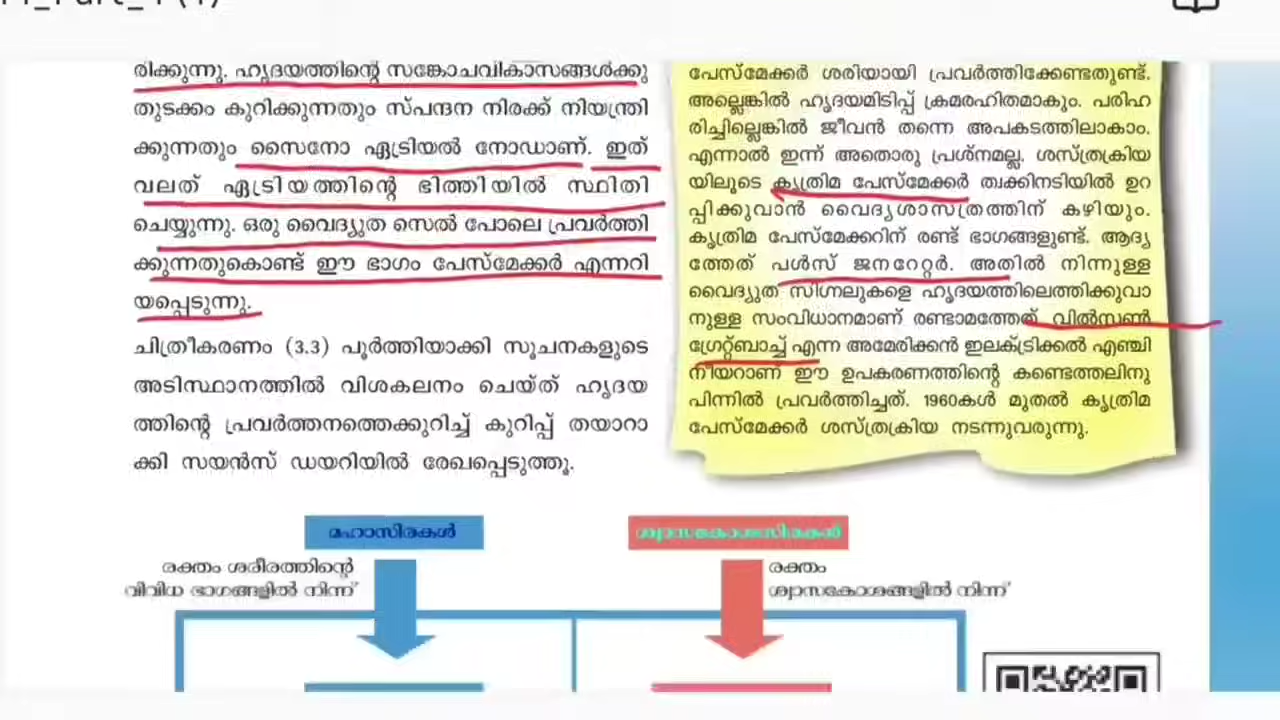 രിക്കുന്നു. ഹൃദയത്തിന്റെ സങ്കോചവികാസങ്ങൾക്കു
തുടക്കം കുറിക്കുന്നതും സ്പന്ദന നിരക്ക് നിയന്ത്രി
ക്കുന്നതും സൈനോ ഏട്രിയൽ നോഡാണ്. ഇത്
വലത് ഏട്രിയത്തിന്റെ ഭിത്തിയിൽ സ്ഥിതി
ചെയ്യുന്നു. ഒരു വൈദ്യുത സെൽ പോലെ പ്രവർത്തി
ക്കുന്നതുകൊണ്ട് ഈ ഭാഗം പേസ്മേക്കർ എന്നറി
യപ്പെടുന്നു.
ചിത്രീകരണം (3.3) പൂർത്തിയാക്കി സൂചനകളുടെ
അടിസ്ഥാനത്തിൽ വിശകലനം ചെയ്ത് ഹൃദയ
ത്തിന്റെ പ്രവർത്തനത്തെക്കുറിച്ച് കുറിപ്പ് തയാറാ
ക്കി സയൻസ് ഡയറിയിൽ രേഖപ്പെടുത്തൂ.
പേസ്മേക്കർ ശരിയായി പ്രവർത്തിക്കേണ്ടതുണ്ട്.
അല്ലെങ്കിൽ ഹൃദയമിടിപ്പ് ക്രമരഹിതമാകും. പരിഹ
രിച്ചില്ലെങ്കിൽ ജീവൻ തന്നെ അപകടത്തിലാകാം.
എന്നാൽ ഇന്ന് അതൊരു പ്രശ്നമല്ല. ശസ്ത്രക്രിയ
യിലൂടെ കൃത്രിമ പേസ്മേക്കർ ത്വക്കിനടിയിൽ ഉറ
പ്പിക്കുവാൻ വൈദ്യശാസ്ത്രത്തിന് കഴിയും.
കൃത്രിമ പേസ്മേക്കറിന് രണ്ട് ഭാഗങ്ങളുണ്ട്. ആദ്യ
ത്തേത് പൾസ് ജനറേറ്റർ. അതിൽ നിന്നുള്ള
വൈദ്യുത സിഗ്നലുകളെ ഹൃദയത്തിലെത്തിക്കുവാ
നുള്ള സംവിധാനമാണ് രണ്ടാമത്തേത് വിൽസൺ
ഗ്രേറ്റ്ബാച്ച് എന്ന അമേരിക്കൻ ഇലക്ട്രിക്കൽ എഞ്ചി
നീയറാണ് ഈ ഉപകരണത്തിന്റെ കണ്ടെത്തലിനു
പിന്നിൽ പ്രവർത്തിച്ചത്. 1960കൾ മുതൽ കൃത്രിമ
പേസ്മേക്കർ ശസ്ത്രക്രിയ നടന്നുവരുന്നു.
മഹാസിരകൾ
ശ്വാസകോശസിരകൾ
രക്തം ശരീരത്തിന്റെ
വിവിധ ഭാഗങ്ങളിൽ നിന്ന്
രക്തം
ശ്വാസകോശങ്ങളിൽ നിന്ന്